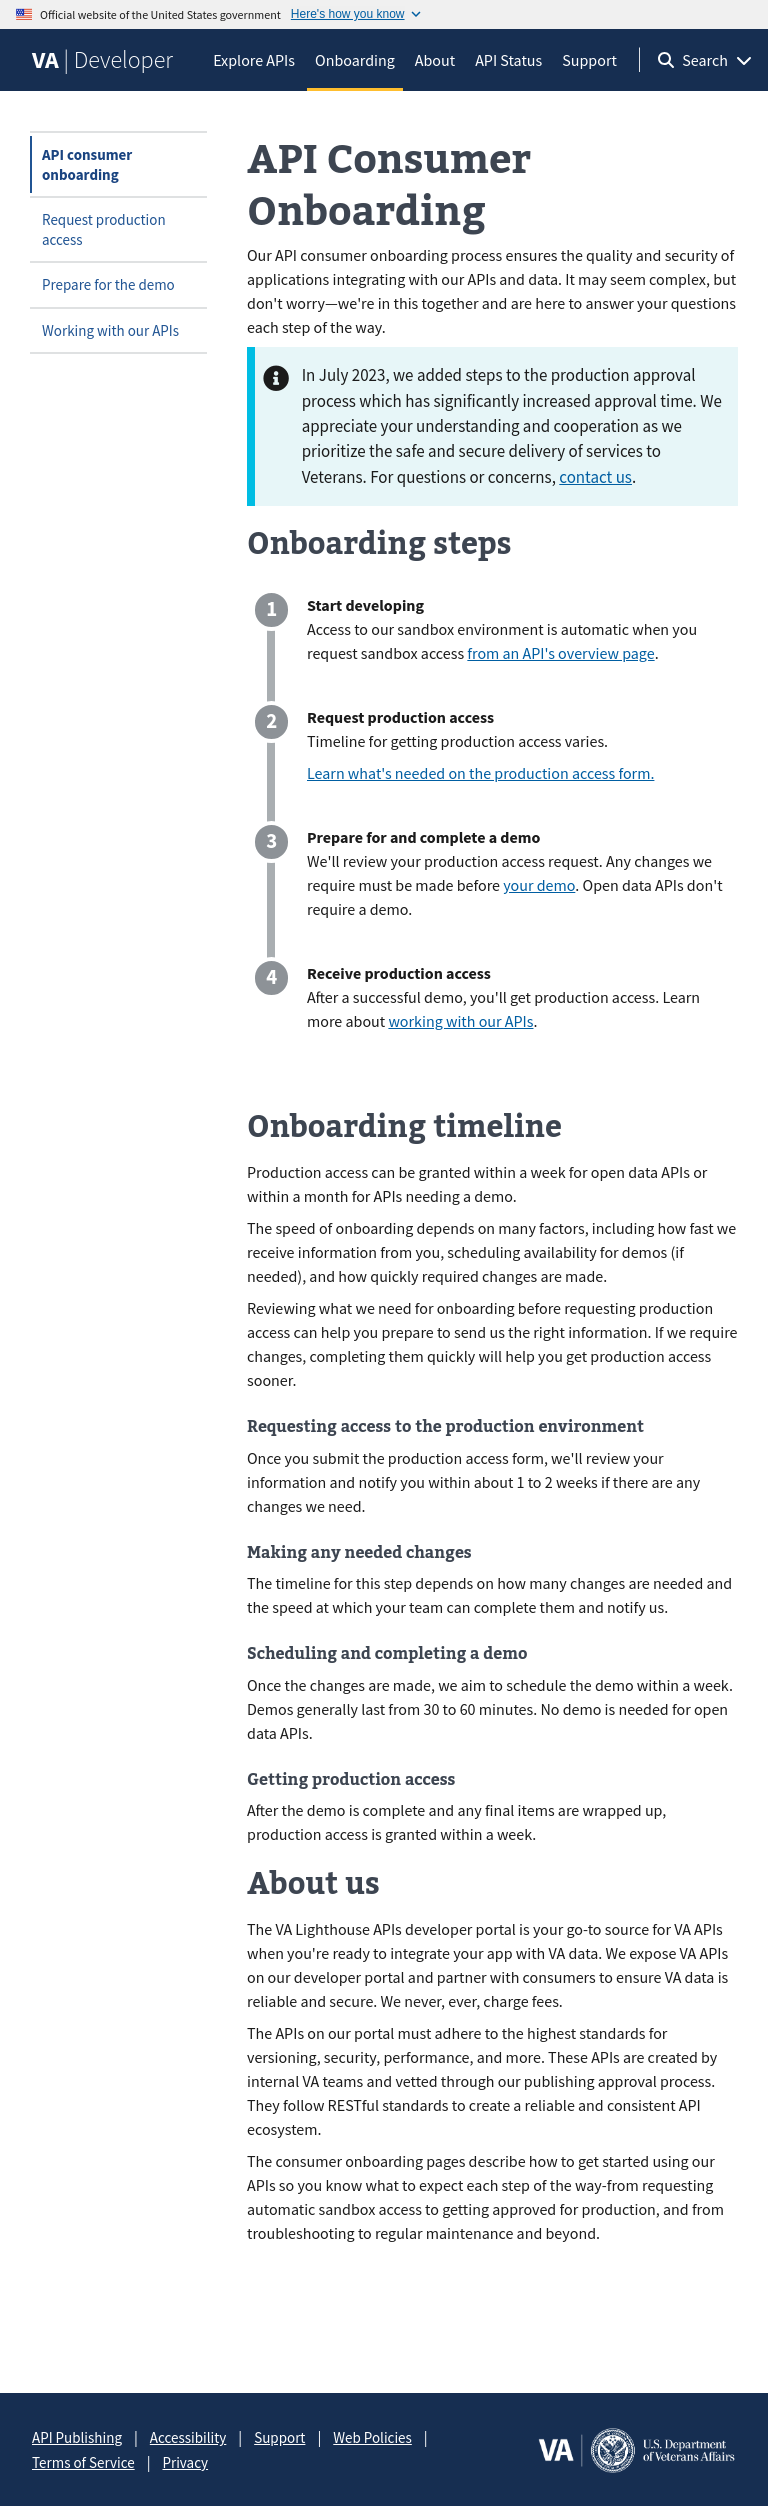 Official website of the United States government Here's how you know
VA | Developer Explore APIs Onboarding About API Status Support Search
API consumer
onboarding
Request production
access
Prepare for the demo
Working with our APIs
API Consumer
Onboarding
Our API consumer onboarding process ensures the quality and security of
applications integrating with our APIs and data. It may seem complex, but
don't worry—we're in this together and are here to answer your questions
each step of the way.
In July 2023, we added steps to the production approval
process which has significantly increased approval time. We
appreciate your understanding and cooperation as we
prioritize the safe and secure delivery of services to
Veterans. For questions or concerns, contact us.
Onboarding steps
1 Start developing
Access to our sandbox environment is automatic when you
request sandbox access from an API's overview page.
2 Request production access
Timeline for getting production access varies.
Learn what's needed on the production access form.
3 Prepare for and complete a demo
We'll review your production access request. Any changes we
require must be made before your demo. Open data APIs don't
require a demo.
4 Receive production access
After a successful demo, you'll get production access. Learn
more about working with our APIs.
Onboarding timeline
Production access can be granted within a week for open data APIs or
within a month for APIs needing a demo.
The speed of onboarding depends on many factors, including how fast we
receive information from you, scheduling availability for demos (if
needed), and how quickly required changes are made.
Reviewing what we need for onboarding before requesting production
access can help you prepare to send us the right information. If we require
changes, completing them quickly will help you get production access
sooner.
Requesting access to the production environment
Once you submit the production access form, we'll review your
information and notify you within about 1 to 2 weeks if there are any
changes we need.
Making any needed changes
The timeline for this step depends on how many changes are needed and
the speed at which your team can complete them and notify us.
Scheduling and completing a demo
Once the changes are made, we aim to schedule the demo within a week.
Demos generally last from 30 to 60 minutes. No demo is needed for open
data APIs.
Getting production access
After the demo is complete and any final items are wrapped up,
production access is granted within a week.
About us
The VA Lighthouse APIs developer portal is your go-to source for VA APIs
when you're ready to integrate your app with VA data. We expose VA APIs
on our developer portal and partner with consumers to ensure VA data is
reliable and secure. We never, ever, charge fees.
The APIs on our portal must adhere to the highest standards for
versioning, security, performance, and more. These APIs are created by
internal VA teams and vetted through our publishing approval process.
They follow RESTful standards to create a reliable and consistent API
ecosystem.
The consumer onboarding pages describe how to get started using our
APIs so you know what to expect each step of the way-from requesting
automatic sandbox access to getting approved for production, and from
troubleshooting to regular maintenance and beyond.
API Publishing | Accessibility | Support | Web Policies |
Terms of Service | Privacy
VA | U.S. Department
of Veterans Affairs